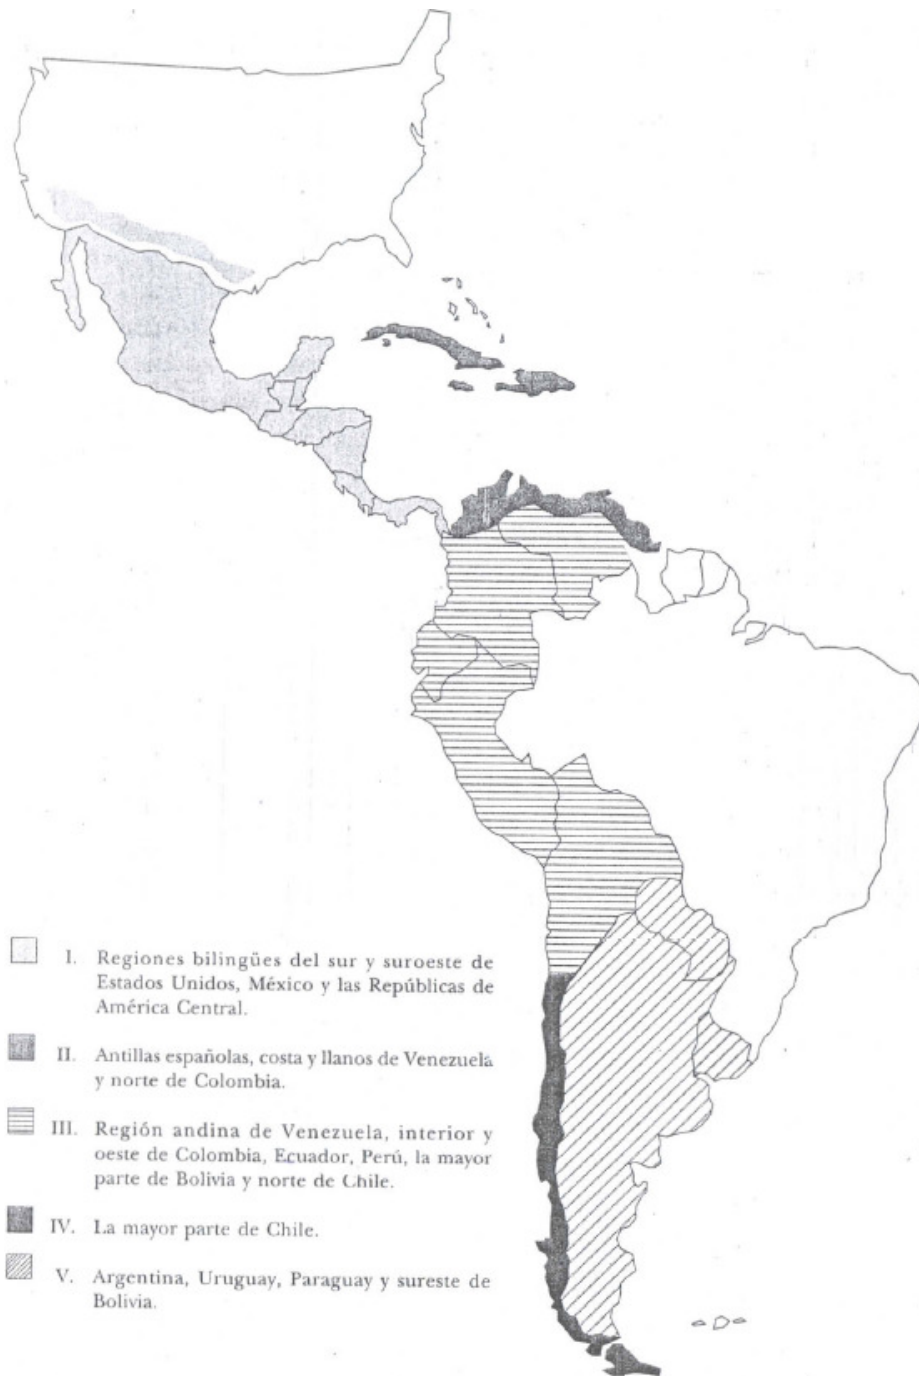 I. Regiones bilingües del sur y suroeste de
Estados Unidos, México y las Repúblicas de
América Central.
II. Antillas españolas, costa y llanos de Venezuela
y norte de Colombia.
III. Región andina de Venezuela, interior y
oeste de Colombia, Ecuador, Perú, la mayor
parte de Bolivia y norte de Chile.
IV. La mayor parte de Chile.
V. Argentina, Uruguay, Paraguay y sureste de
Bolivia.